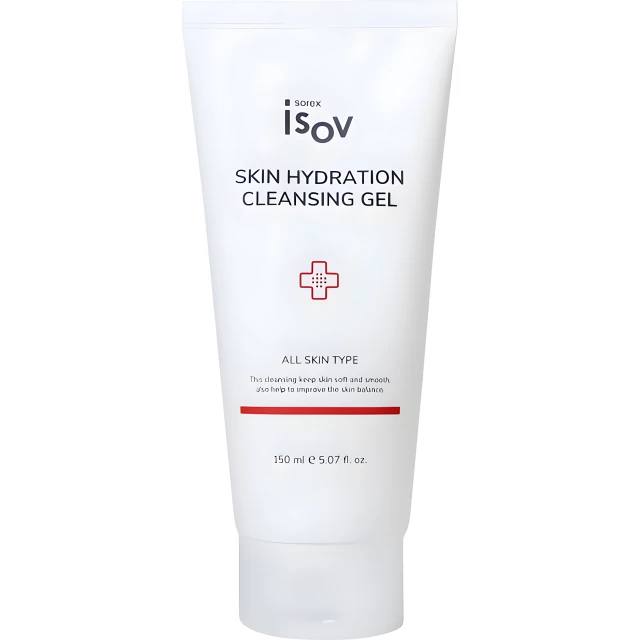 sorex
isov
SKIN HYDRATION
CLEANSING GEL
ALL SKIN TYPE
This cleansing keep skin soft and smooth,
also help to improve the skin balance.
150 ml ℮ 5.07 fl. oz.